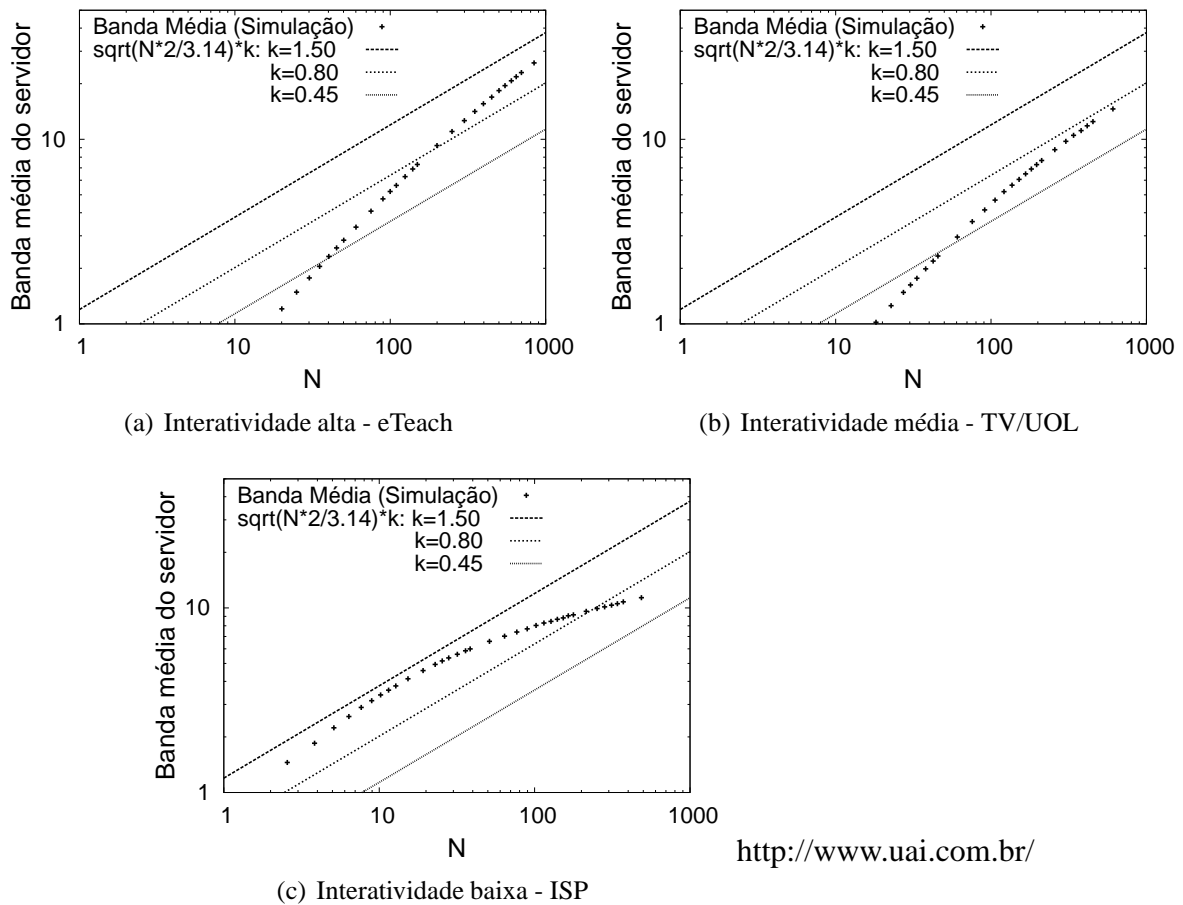 Banda Média (Simulação)
sqrt(N*2/3.14)*k: k=1.50
k=0.80
k=0.45
Banda média do servidor
10
1
1
10
100
1000
N
(a) Interatividade alta - eTeach
Banda Média (Simulação)
sqrt(N*2/3.14)*k: k=1.50
k=0.80
k=0.45
Banda média do servidor
10
1
1
10
100
1000
N
(b) Interatividade média - TV/UOL
Banda Média (Simulação)
sqrt(N*2/3.14)*k: k=1.50
k=0.80
k=0.45
Banda média do servidor
10
1
1
10
100
1000
N
http://www.uai.com.br/
(c) Interatividade baixa - ISP